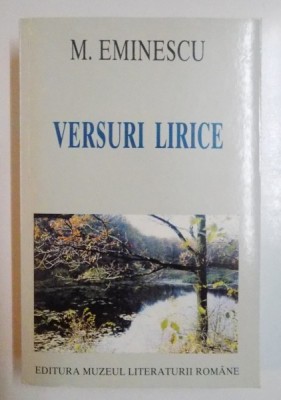 M. EMINESCU
VERSURI LIRICE
EDITURA MUZEUL LITERATURII ROMÂNE